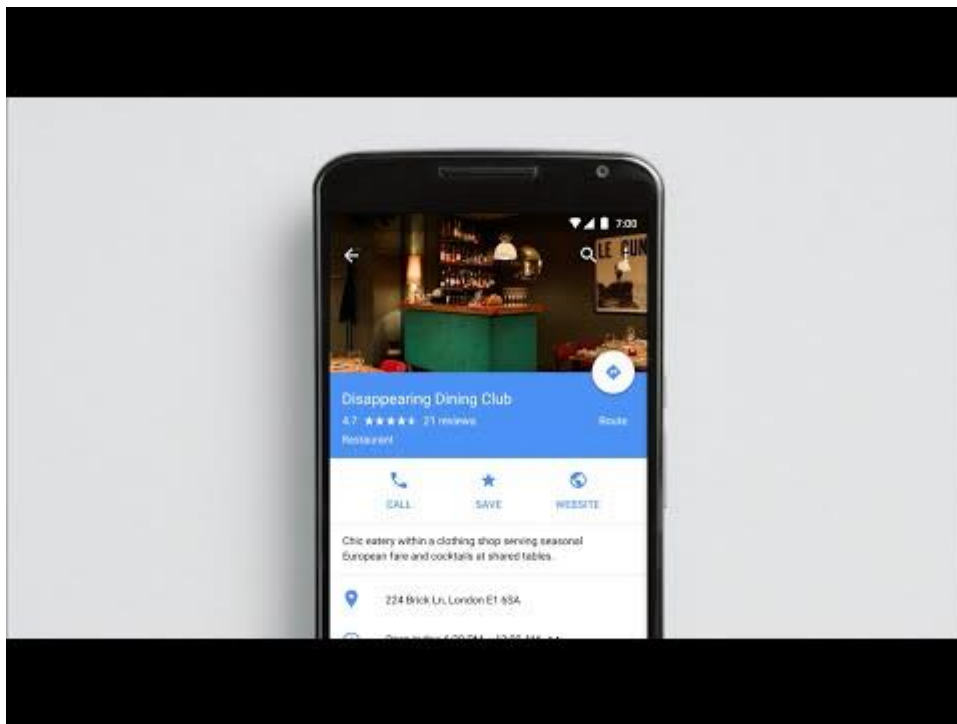 7:00
LE CUN
Disappearing Dining Club
4.7 21 reviews
Route
Restaurant
CALL SAVE WEBSITE
Chic eatery within a clothing shop serving seasonal
European fare and cocktails at shared tables.
224 Brick Ln, London E1 6SA